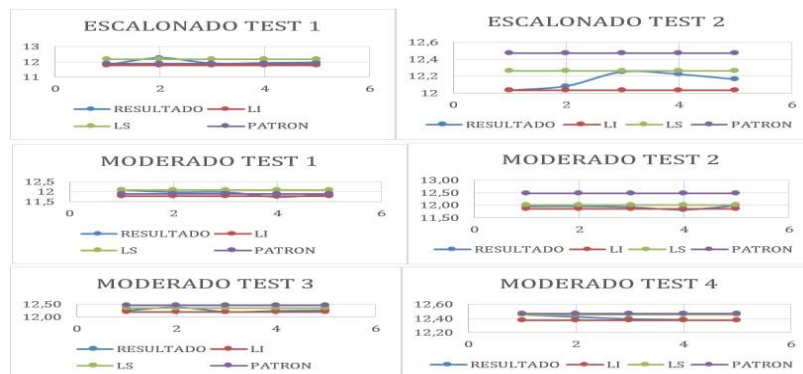 ESCALONADO TEST 1
13
12
11
0 2 4 6
RESULTADO LI
LS PATRON
ESCALONADO TEST 2
12,6
12,4
12,2
12
0 2 4 6
RESULTADO LI LS PATRON
MODERADO TEST 1
12,5
12
11,5
0 2 4 6
RESULTADO LI
LS PATRON
MODERADO TEST 2
13,00
12,50
12,00
11,50
0 2 4 6
RESULTADO LI LS PATRON
MODERADO TEST 3
12,50
12,00
0 2 4 6
RESULTADO LI
LS PATRON
MODERADO TEST 4
12,60
12,40
12,20
0 2 4 6
RESULTADO LI LS PATRON